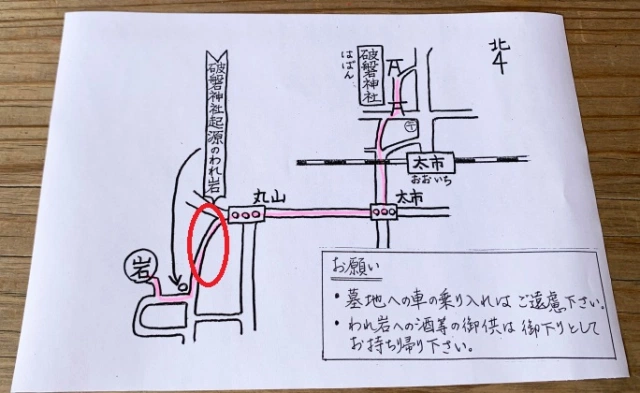 北
破磐神社
はばん
〒
太市
おおいち
破磐神社起源のわれ岩
丸山
太市
岩
お願い
・墓地への車の乗り入れはご遠慮下さい。
・われ岩への酒等の御供は御下りとして
お持ち帰り下さい。